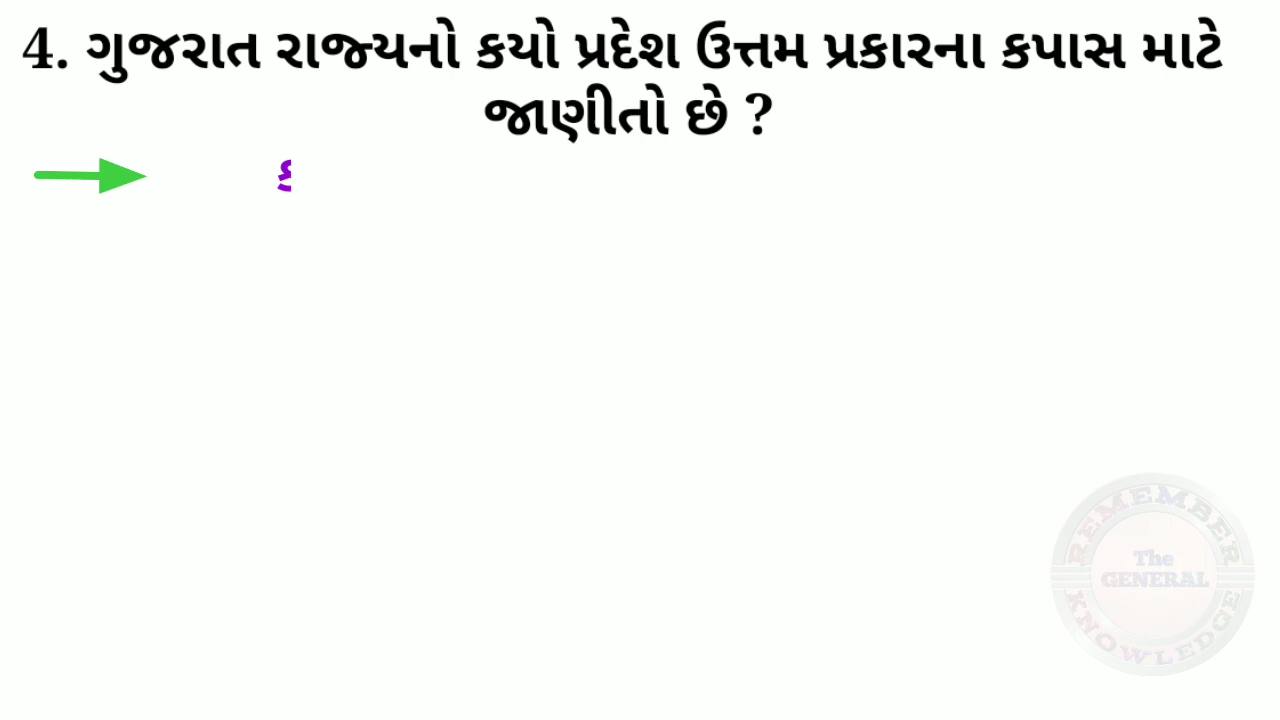 4. ગુજરાત રાજ્યનો કયો પ્રદેશ ઉત્તમ પ્રકારના કપાસ માટે
જાણીતો છે ?
REMEMBER
The
GENERAL
KNOWLEDGE